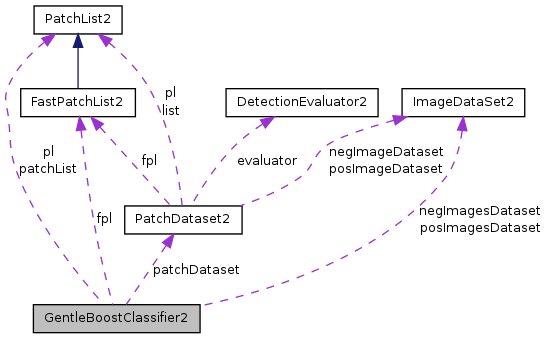 PatchList2
pl
list
FastPatchList2
DetectionEvaluator2
ImageDataSet2
pl
patchList
fpl
evaluator
negImageDataset
posImageDataset
fpl
PatchDataset2
negImagesDataset
posImagesDataset
patchDataset
GentleBoostClassifier2